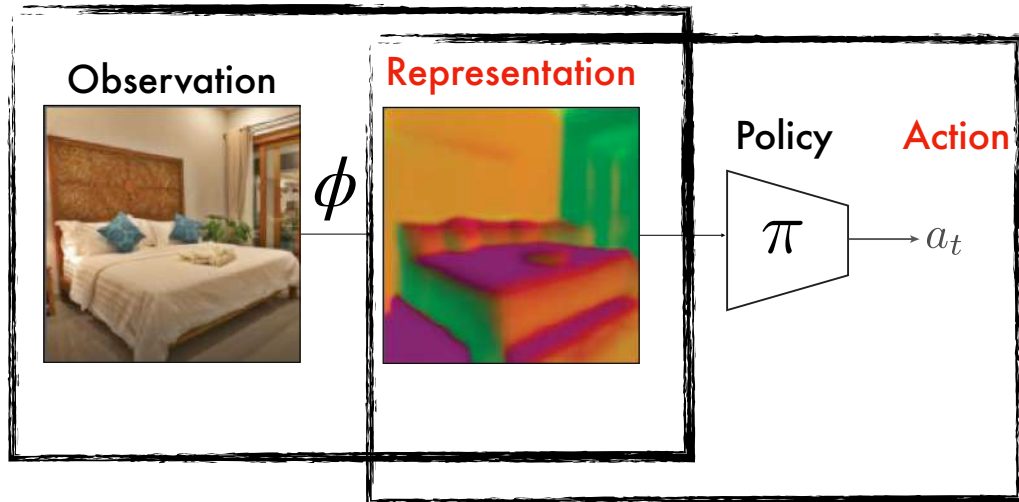 Observation
Representation
Policy
Action
ϕ
π
a_t